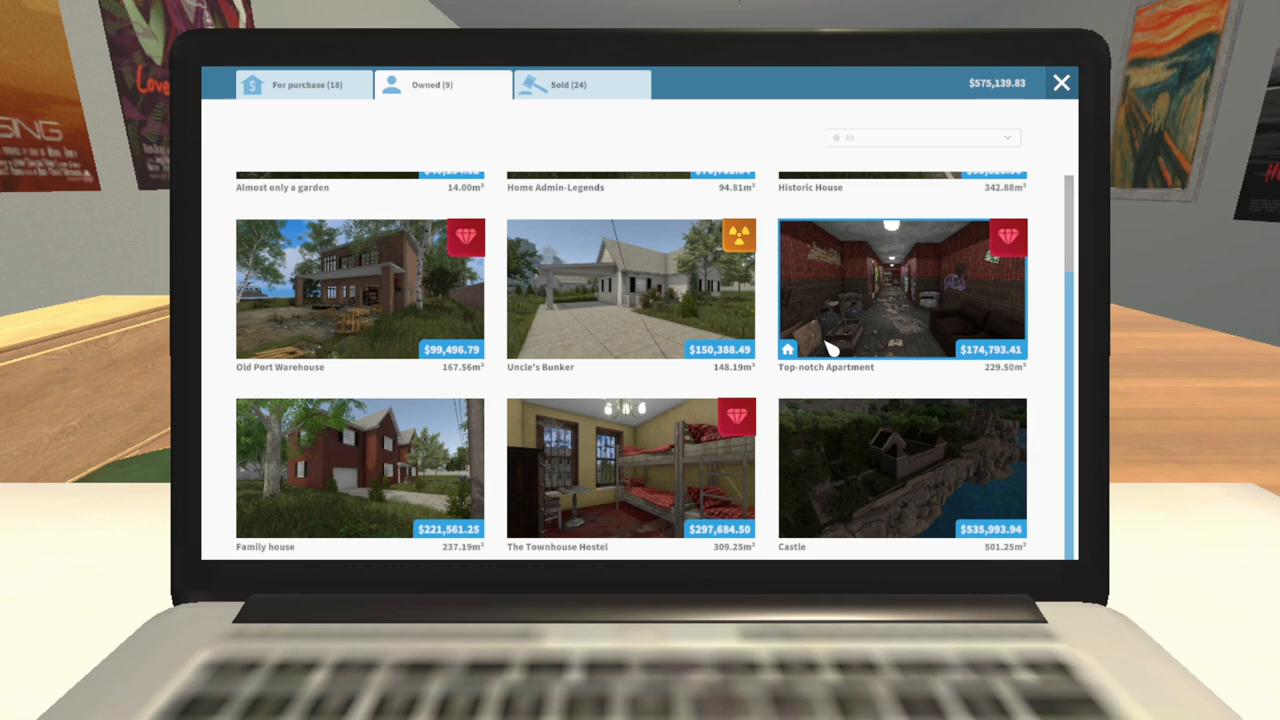 For purchase (18)
Owned (9)
Sold (24)
$575,139.83
All
Almost only a garden
14.00m²
Home Admin-Legends
94.81m²
Historic House
342.88m²
$99,496.79
$150,388.49
$174,793.41
Old Port Warehouse
167.56m²
Uncle's Bunker
148.19m²
Top-notch Apartment
229.50m²
$221,561.25
$297,684.50
$535,993.94
Family house
237.19m²
The Townhouse Hostel
309.25m²
Castle
501.25m²
Love
SING